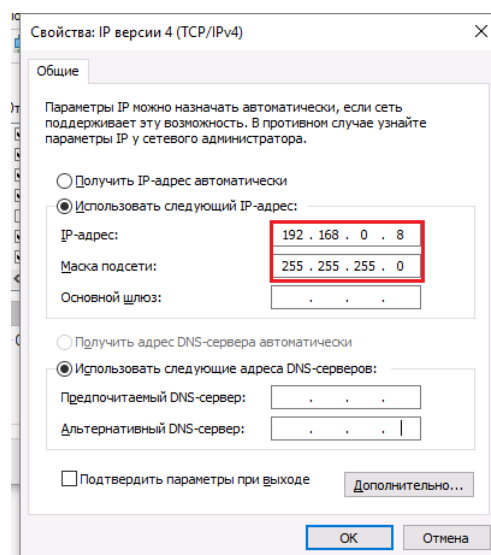 Свойства: IP версии 4 (TCP/IPv4)
Общие
Параметры IP можно назначать автоматически, если сеть
поддерживает эту возможность. В противном случае узнайте
параметры IP у сетевого администратора.
Получить IP-адрес автоматически
Использовать следующий IP-адрес:
IP-адрес: 192 . 168 . 0 . 8
Маска подсети: 255 . 255 . 255 . 0
Основной шлюз: . . .
Получить адрес DNS-сервера автоматически
Использовать следующие адреса DNS-серверов:
Предпочитаемый DNS-сервер: . . .
Альтернативный DNS-сервер: . . .
Подтвердить параметры при выходе
Дополнительно...
ОК Отмена